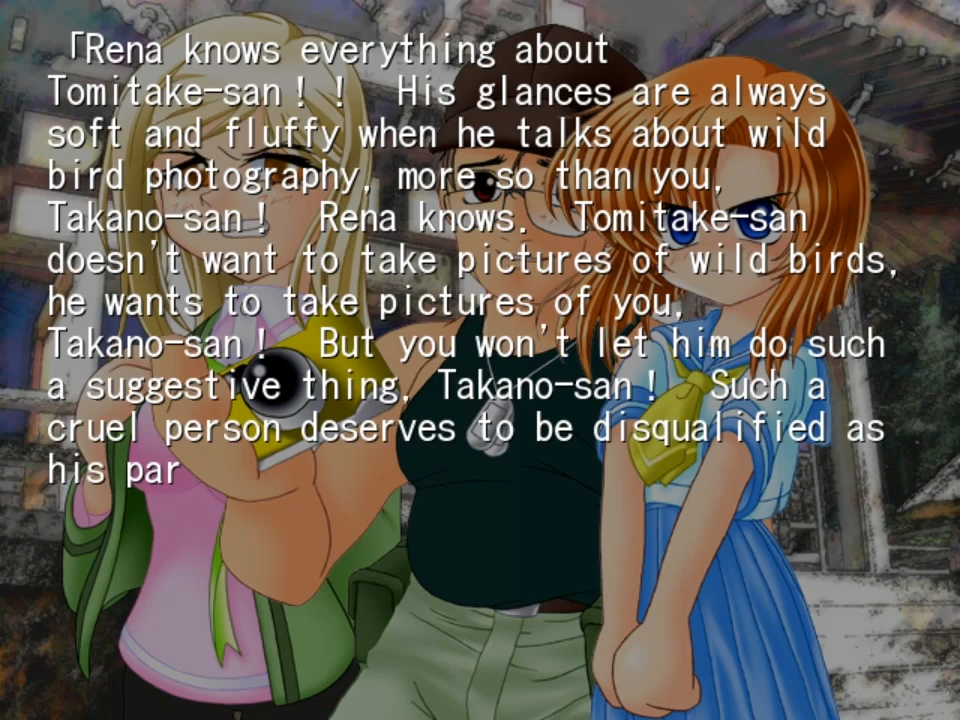 「Rena knows everything about
Tomitake-san！！ His glances are always
soft and fluffy when he talks about wild
bird photography, more so than you,
Takano-san！ Rena knows. Tomitake-san
doesn't want to take pictures of wild birds,
he wants to take pictures of you,
Takano-san！ But you won't let him do such
a suggestive thing, Takano-san！ Such a
cruel person deserves to be disqualified as
his par